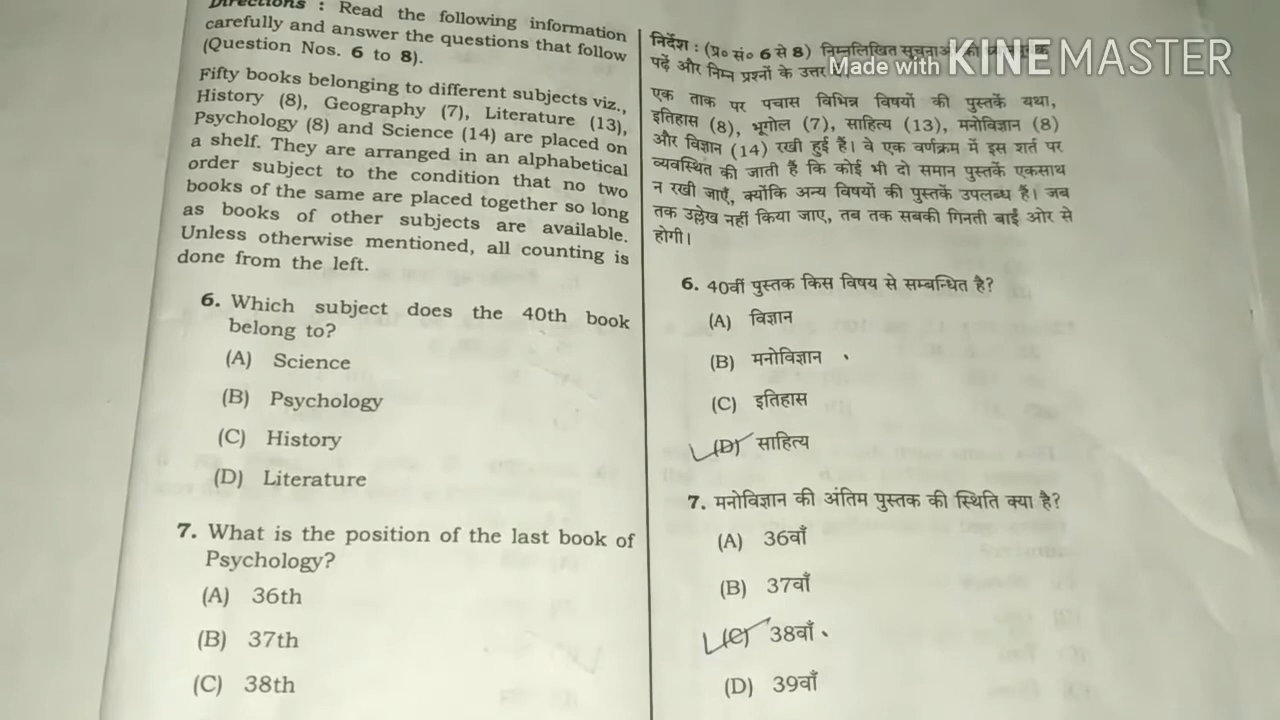 Directions : Read the following information
carefully and answer the questions that follow
(Question Nos. 6 to 8).
Fifty books belonging to different subjects viz.,
History (8), Geography (7), Literature (13),
Psychology (8) and Science (14) are placed on
a shelf. They are arranged in an alphabetical
order subject to the condition that no two
books of the same are placed together so long
as books of other subjects are available.
Unless otherwise mentioned, all counting is
done from the left.
6. Which subject does the 40th book
belong to?
(A) Science
(B) Psychology
(C) History
(D) Literature
7. What is the position of the last book of
Psychology?
(A) 36th
(B) 37th
(C) 38th
निर्देश : (प्र० सं० 6 से 8) निम्नलिखित
पढ़ें और निम्न प्रश्नों के उत्तर
Made with KINEMASTER
एक ताक पर पचास विभिन्न विषयों की पुस्तकें यथा,
इतिहास (8), भूगोल (7), साहित्य (13), मनोविज्ञान (8)
और विज्ञान (14) रखी हुई हैं। वे एक वर्णक्रम में इस शर्त पर
व्यवस्थित की जाती हैं कि कोई भी दो समान पुस्तकें एकसाथ
न रखी जाएँ, क्योंकि अन्य विषयों की पुस्तकें उपलब्ध हैं। जब
तक उल्लेख नहीं किया जाए, तब तक सबकी गिनती बाईं ओर से
होगी।
6. 40वीं पुस्तक किस विषय से सम्बन्धित है?
(A) विज्ञान
(B) मनोविज्ञान
(C) इतिहास
(D) साहित्य
7. मनोविज्ञान की अंतिम पुस्तक की स्थिति क्या है?
(A) 36वाँ
(B) 37वाँ
(C) 38वाँ
(D) 39वाँ